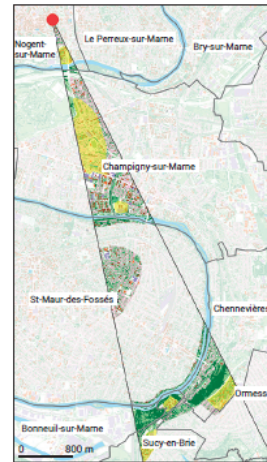 Le Perreux-sur-Marne
Nogent-
sur-Marne
Bry-sur-Marne
Champigny-sur-Marne
St-Maur-des-Fossés
Chennevières
Ormess
Bonneuil-sur-Marne
Sucy-en-Brie
0 800 m